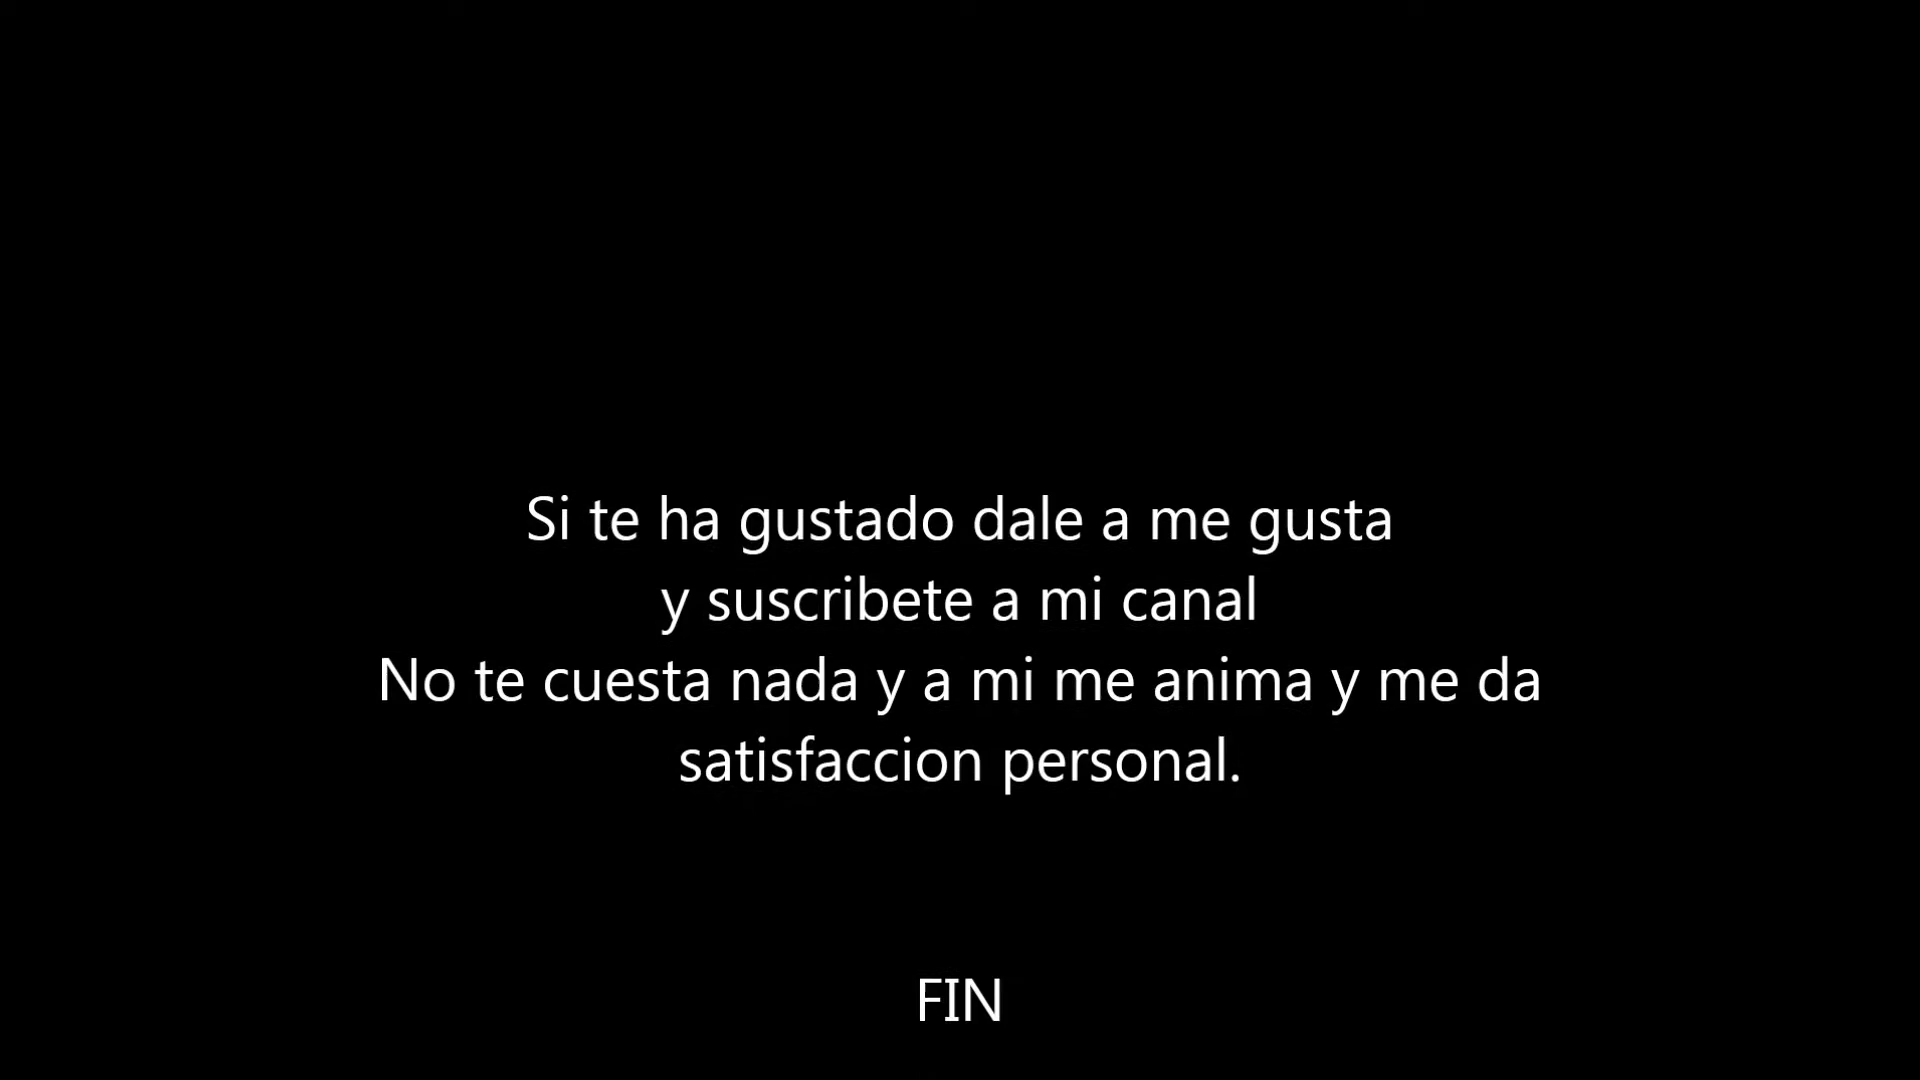 Si te ha gustado dale a me gusta
y suscribete a mi canal
No te cuesta nada y a mi me anima y me da
satisfaccion personal.
FIN